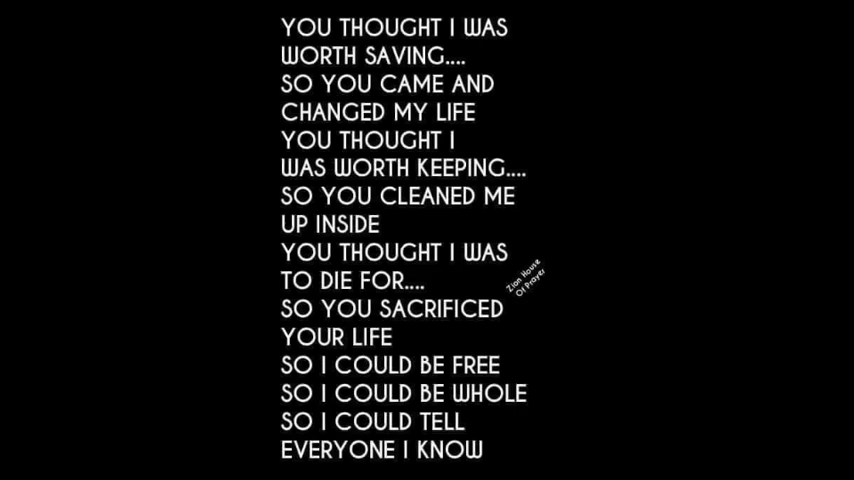 YOU THOUGHT I WAS
WORTH SAVING....
SO YOU CAME AND
CHANGED MY LIFE
YOU THOUGHT I
WAS WORTH KEEPING....
SO YOU CLEANED ME
UP INSIDE
YOU THOUGHT I WAS
TO DIE FOR....
SO YOU SACRIFICED
YOUR LIFE
SO I COULD BE FREE
SO I COULD BE WHOLE
SO I COULD TELL
EVERYONE I KNOW
Zion House
Of Prayer